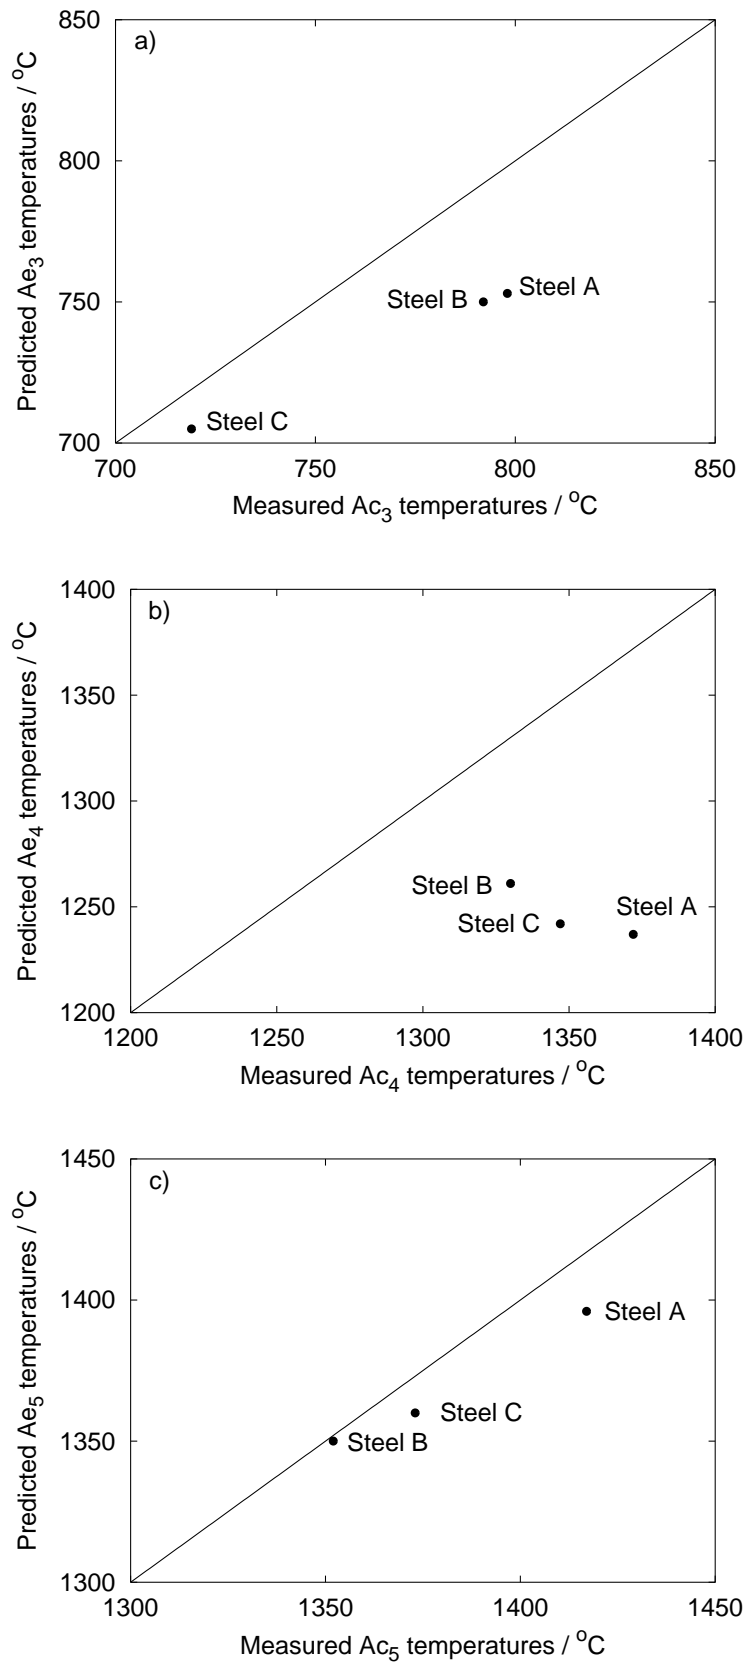 850
a)
800
Steel A
Steel B
750
Steel C
700
700 750 800 850
Measured Ac3 temperatures / oC
Predicted Ae3 temperatures / oC
1400
b)
1350
1300
Steel B
1250
Steel A
Steel C
1200
1200 1250 1300 1350 1400
Measured Ac4 temperatures / oC
Predicted Ae4 temperatures / oC
1450
c)
1400
Steel A
Steel C
1350
Steel B
1300
1300 1350 1400 1450
Measured Ac5 temperatures / oC
Predicted Ae5 temperatures / oC